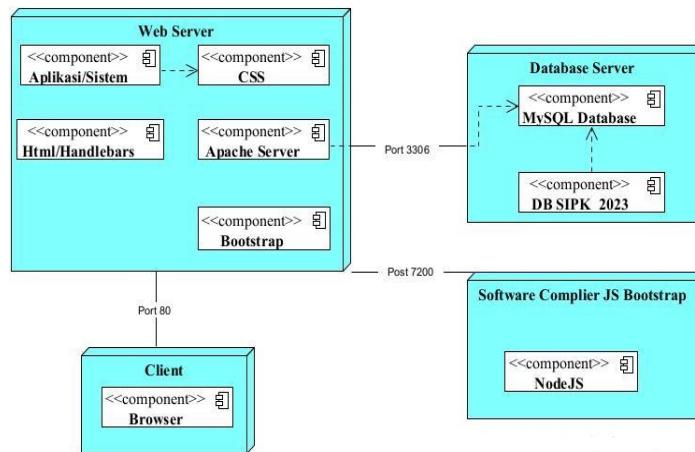 Web Server
<<component>>
Aplikasi/Sistem
<<component>>
CSS
<<component>>
Html/Handlebars
<<component>>
Apache Server
<<component>>
Bootstrap
Port 3306
Database Server
<<component>>
MySQL Database
<<component>>
DB SIPK 2023
Post 7200
Software Complier JS Bootstrap
<<component>>
NodeJS
Port 80
Client
<<component>>
Browser